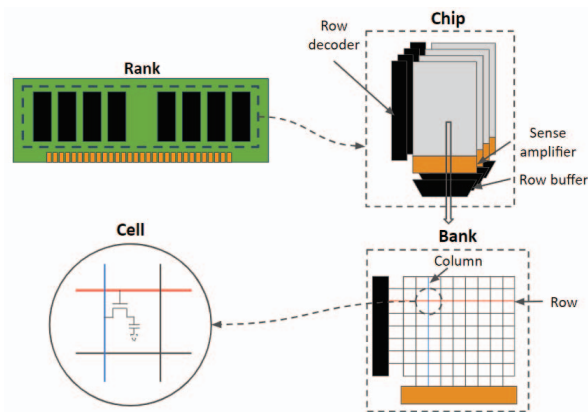 Chip
Row
decoder
Rank
Sense
amplifier
Row buffer
Cell
Bank
Column
Row